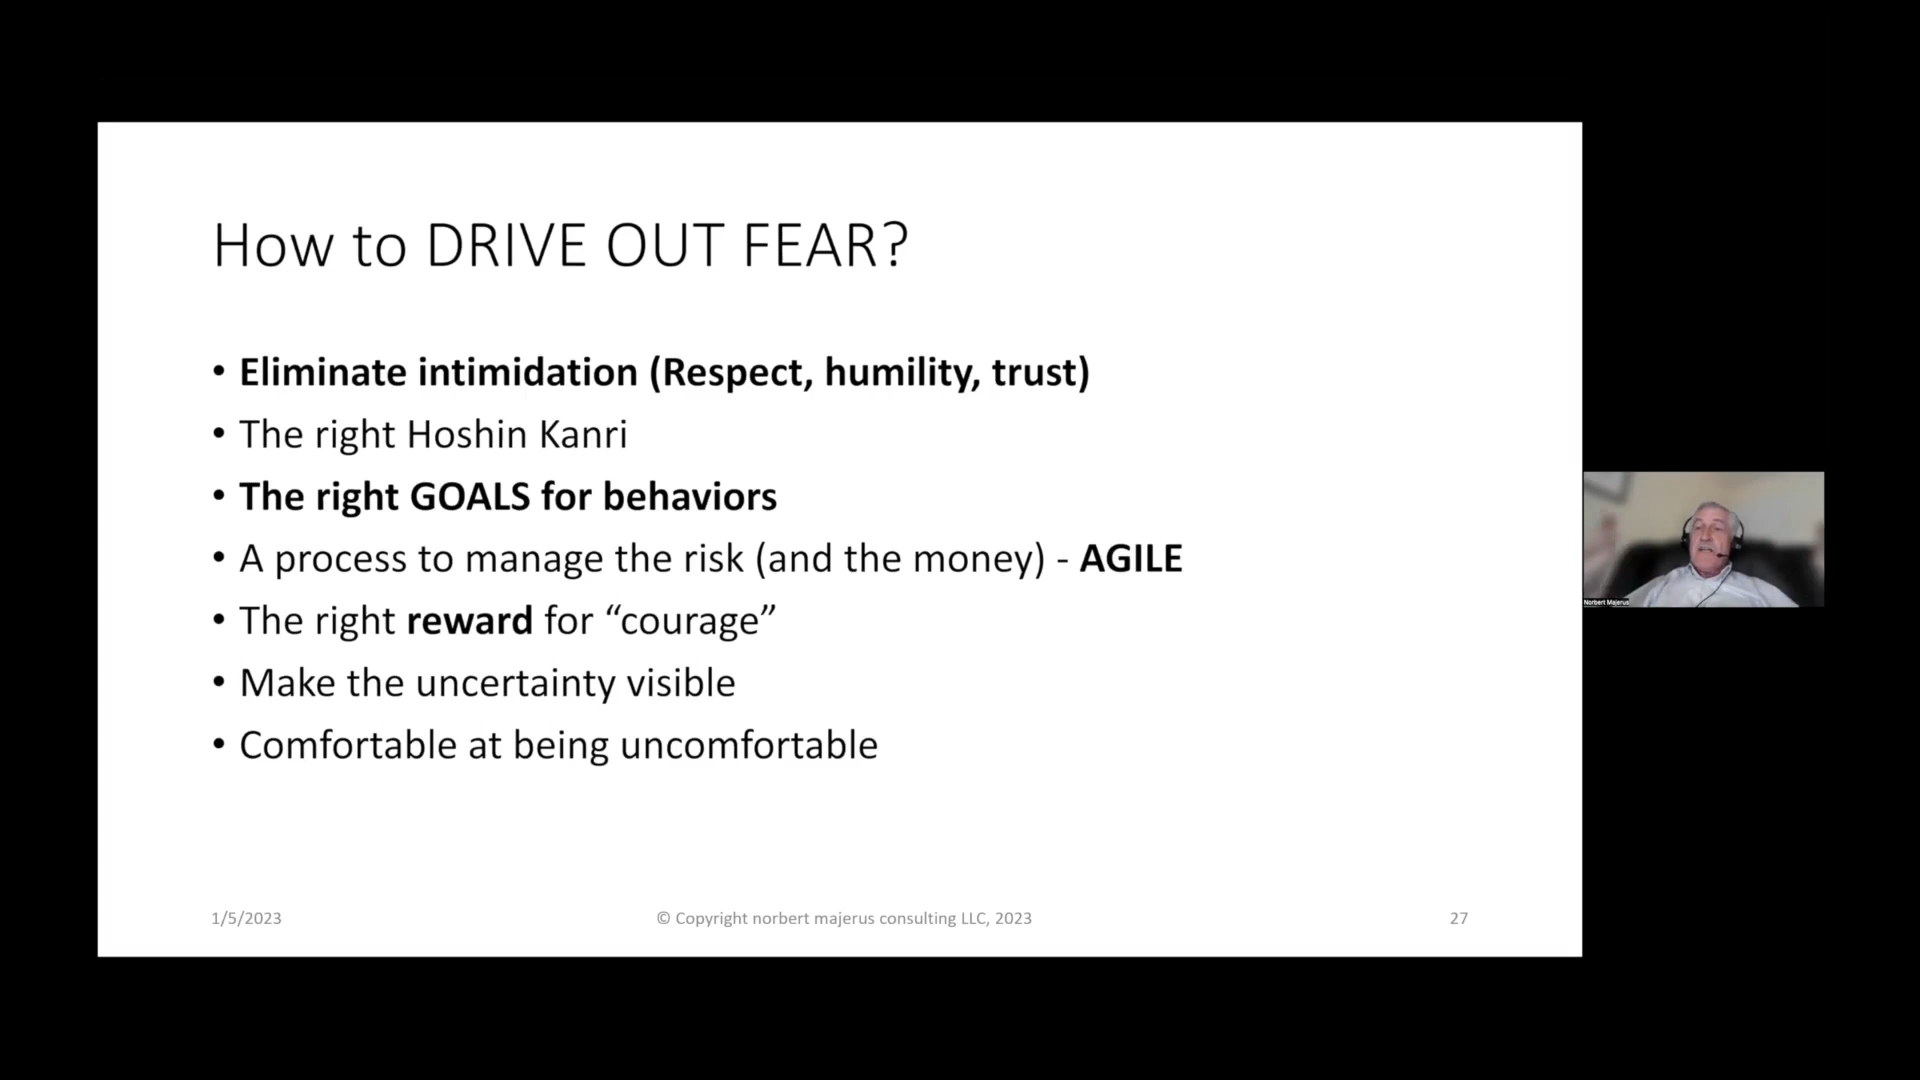 How to DRIVE OUT FEAR?
• Eliminate intimidation (Respect, humility, trust)
• The right Hoshin Kanri
• The right GOALS for behaviors
• A process to manage the risk (and the money) - AGILE
• The right reward for “courage”
• Make the uncertainty visible
• Comfortable at being uncomfortable
Norbert Majerus
1/5/2023
© Copyright norbert majerus consulting LLC, 2023
27